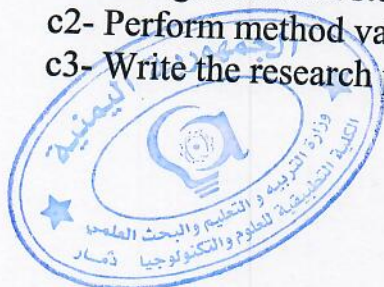 c2- Perform method va
c3- Write the research
الجمهورية اليمنية
وزارة التربية و التعليم والبحث العلمي
الكلية التطبيقية للعلوم والتكنولوجيا ذمار